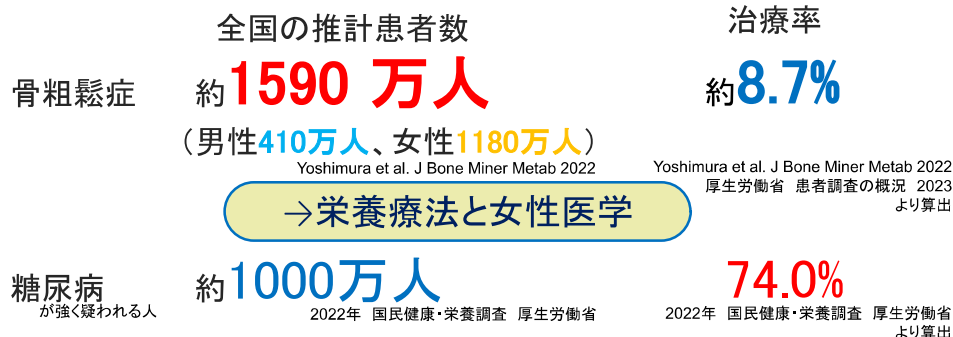 全国の推計患者数
治療率
骨粗鬆症
約1590 万人
約8.7%
（男性410万人、女性1180万人）
Yoshimura et al. J Bone Miner Metab 2022
Yoshimura et al. J Bone Miner Metab 2022
厚生労働省 患者調査の概況 2023
より算出
→栄養療法と女性医学
糖尿病
が強く疑われる人
約1000万人
74.0%
2022年 国民健康・栄養調査 厚生労働省
2022年 国民健康・栄養調査 厚生労働省
より算出